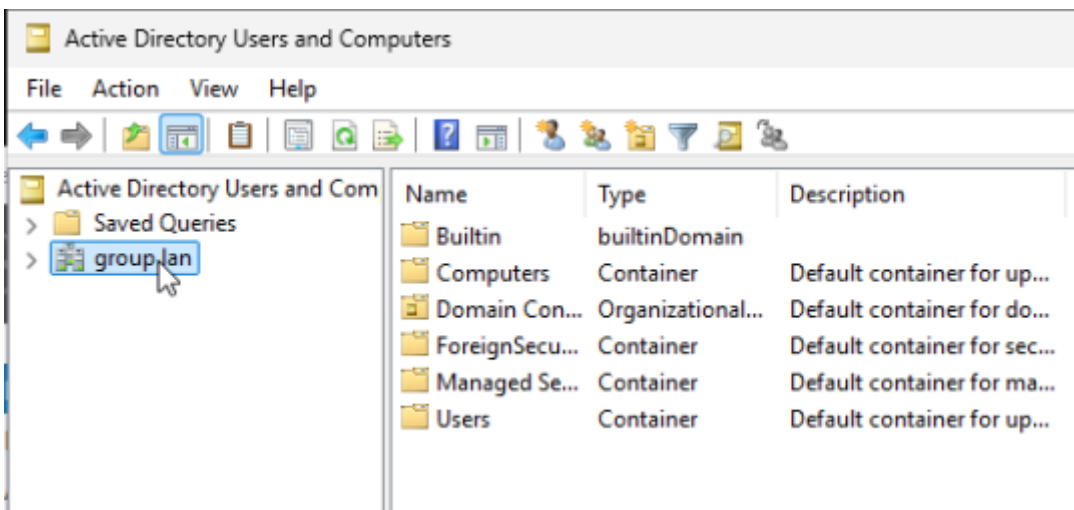 Active Directory Users and Computers
File Action View Help
Active Directory Users and Com
Saved Queries
group.lan
Name Type Description
Builtin builtinDomain
Computers Container Default container for up...
Domain Con... Organizational... Default container for do...
ForeignSecu... Container Default container for sec...
Managed Se... Container Default container for ma...
Users Container Default container for up...